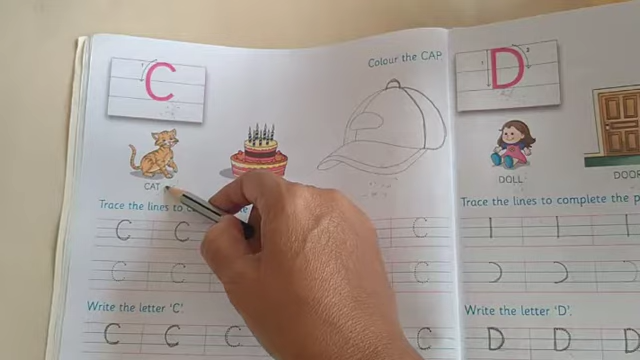 C
Colour the CAP
CAT
Trace the lines to
C C C
C C C
Write the letter 'C'.
C C C C
D
DOLL
DOOR
Trace the lines to complete the
Write the letter 'D'.
D D D